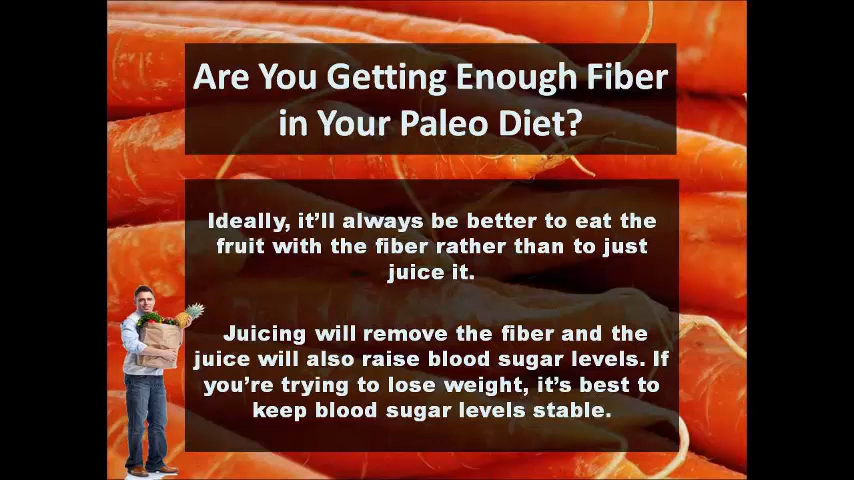 Are You Getting Enough Fiber
in Your Paleo Diet?
Ideally, it’ll always be better to eat the
fruit with the fiber rather than to just
juice it.
Juicing will remove the fiber and the
juice will also raise blood sugar levels. If
you’re trying to lose weight, it’s best to
keep blood sugar levels stable.